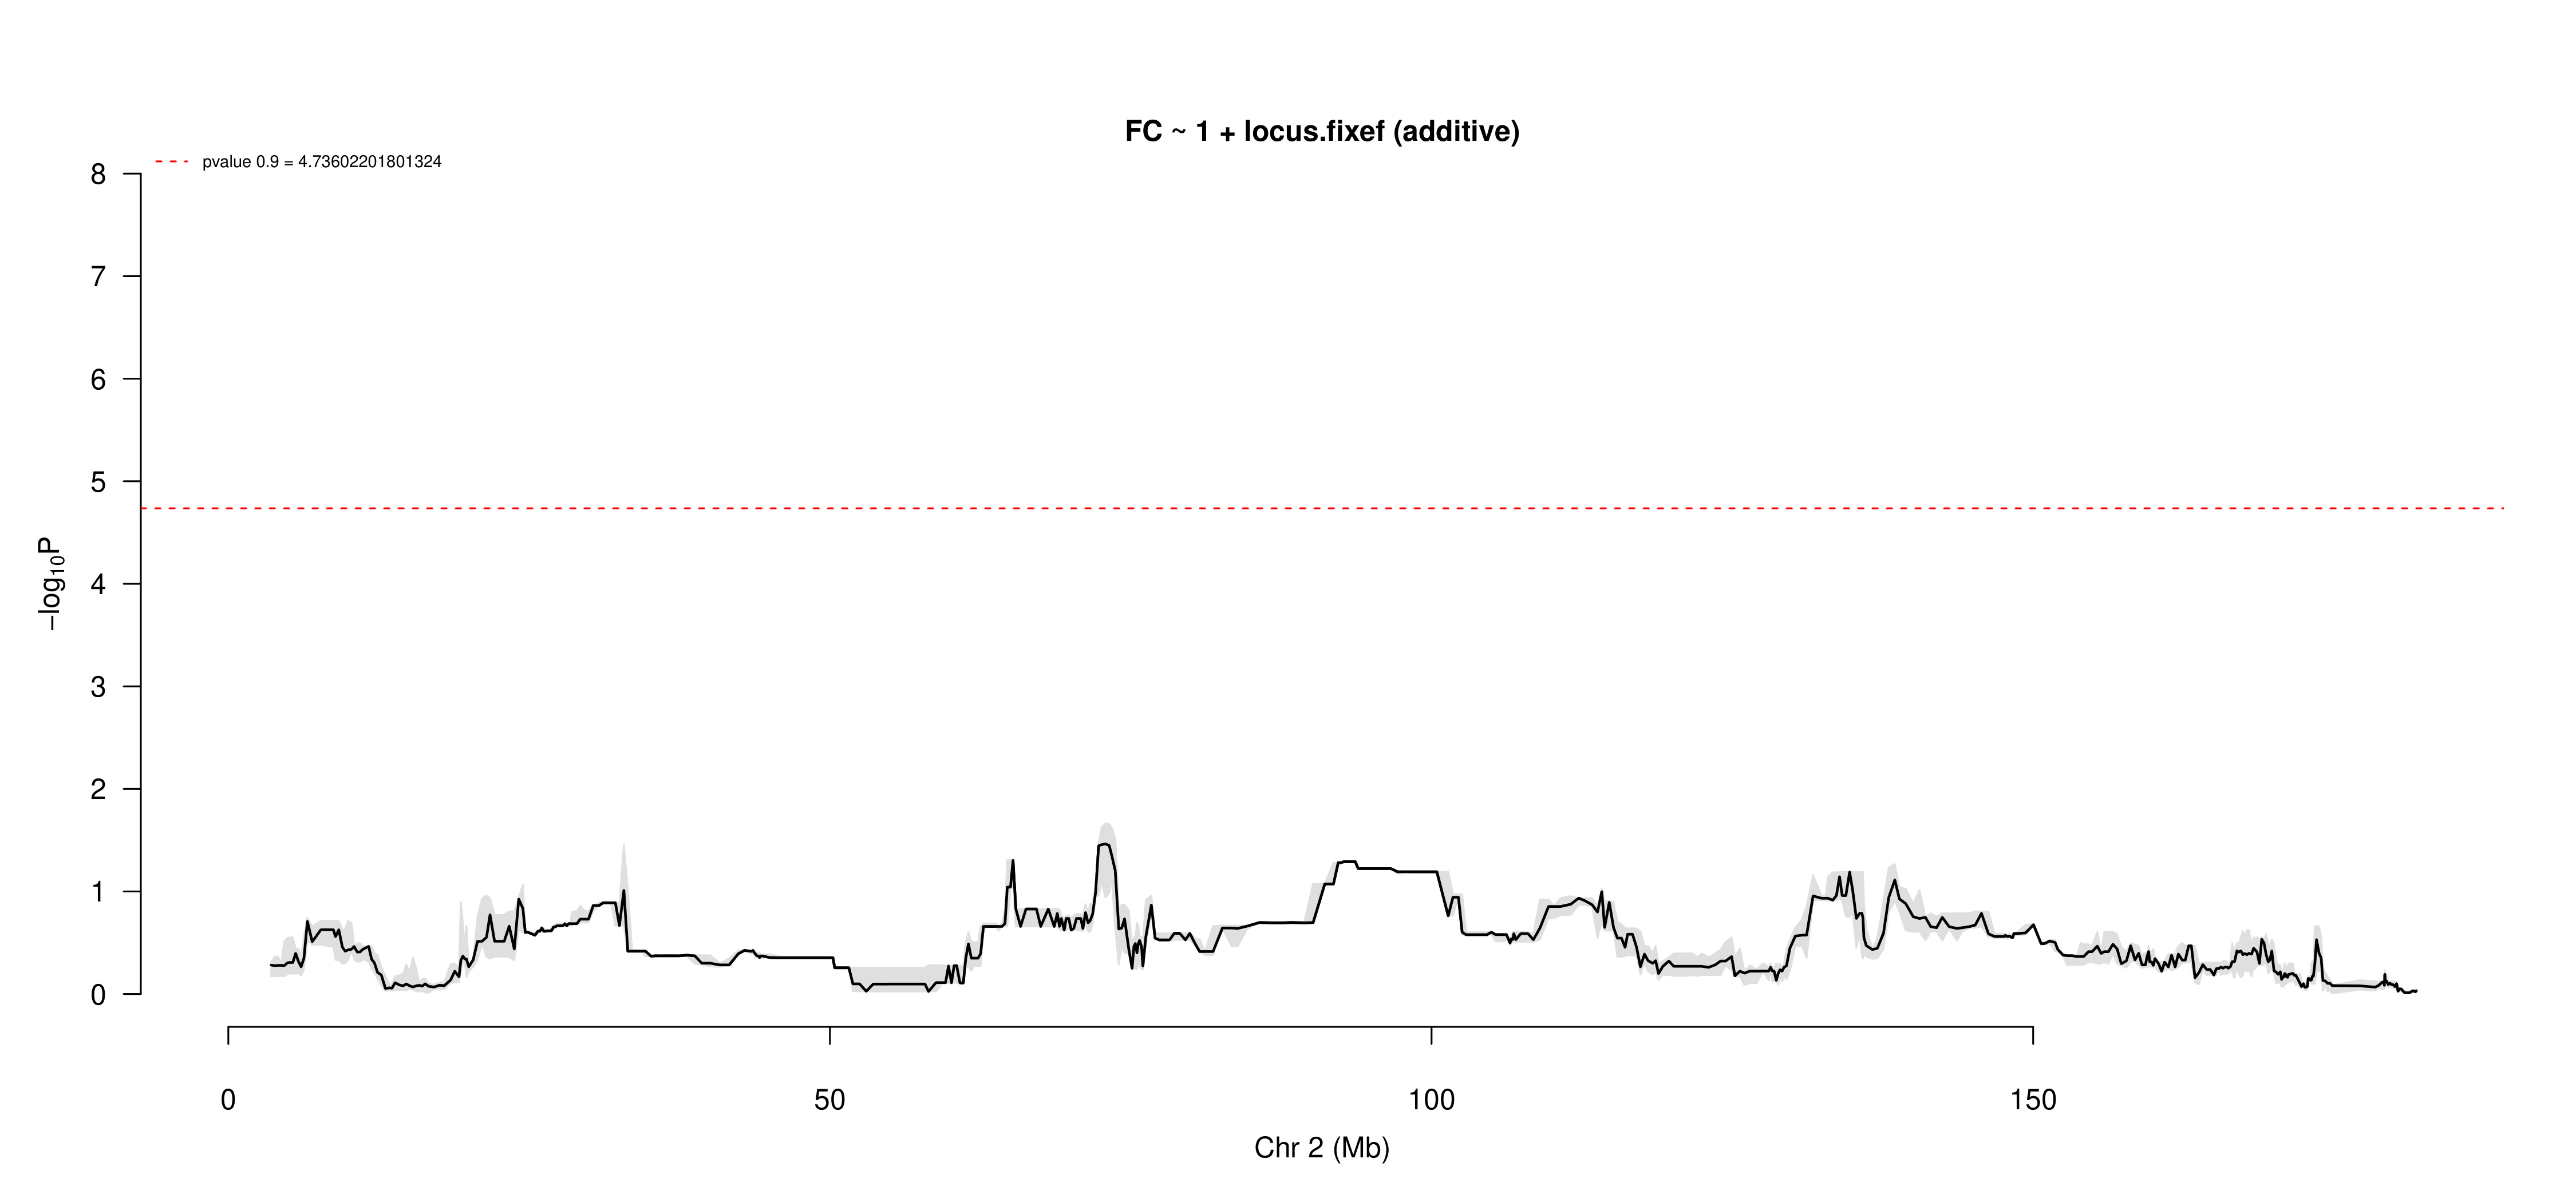 FC ~ 1 + locus.fixef (additive)
pvalue 0.9 = 4.73602201801324
8
7
6
5
4
3
2
1
0
−log10P
0 50 100 150
Chr 2 (Mb)